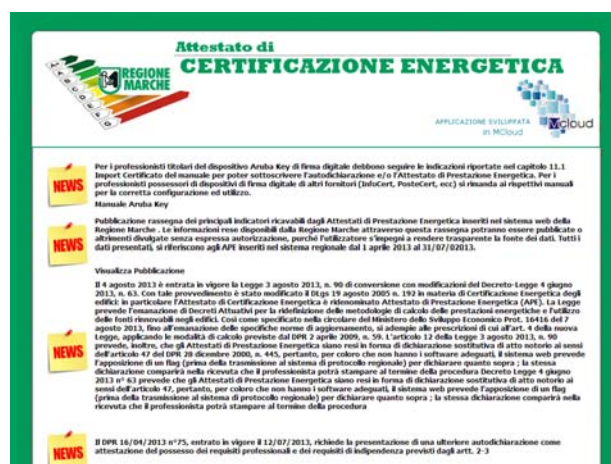 Attestato di
CERTIFICAZIONE ENERGETICA
REGIONE
MARCHE
APPLICAZIONE SVILUPPATA
in MCloud
Mcloud
NEWS
Per i professionisti titolari del dispositivo Aruba Key di firma digitale debbono seguire le indicazioni riportate nel capitolo 11.1
Import Certificato del manuale per poter sottoscrivere l'autodichiarazione e/o l'Attestato di Prestazione Energetica. Per i
professionisti possessori di dispositivi di firma digitale di altri fornitori (InfoCert, PosteCert, ecc) si rimanda ai rispettivi manuali
per la corretta configurazione ed utilizzo.
Manuale Aruba Key
NEWS
Pubblicazione rassegna dei principali indicatori ricavabili dagli Attestati di Prestazione Energetica inseriti nel sistema web della
Regione Marche . Le informazioni rese disponibili dalla Regione Marche attraverso questa rassegna potranno essere pubblicate o
altrimenti divulgate senza espressa autorizzazione, purché l'utilizzatore s'impegni a rendere trasparente la fonte dei dati. Tutti i
dati presentati, si riferiscono agli APE inseriti nel sistema regionale dal 1 aprile 2013 al 31/07/02013.
Visualizza Pubblicazione
NEWS
Il 4 agosto 2013 è entrata in vigore la Legge 3 agosto 2013, n. 90 di conversione con modificazioni del Decreto-Legge 4 giugno
2013, n. 63. Con tale provvedimento è stato modificato il DLgs 19 agosto 2005 n. 192 in materia di Certificazione Energetica degli
edifici: in particolare l'Attestato di Certificazione Energetica è ridenominato Attestato di Prestazione Energetica (APE). La Legge
prevede l'emanazione di Decreti Attuativi per la ridefinizione delle metodologie di calcolo delle prestazioni energetiche e l'utilizzo
delle fonti rinnovabili negli edifici. Così come specificato nella circolare del Ministero dello Sviluppo Economico Prot. 16416 del 7
agosto 2013, fino all'emanazione delle specifiche norme di aggiornamento, si adempie alle prescrizioni di cui all'art. 4 della nuova
Legge, applicando le modalità di calcolo previste dal DPR 2 aprile 2009, n. 59. L'articolo 12 della Legge 3 agosto 2013, n. 90
prevede, inoltre, che gli Attestati di Prestazione Energetica siano resi in forma di dichiarazione sostitutiva di atto notorio ai sensi
dell'articolo 47 del DPR 28 dicembre 2000, n. 445, pertanto, per coloro che non hanno i software adeguati, il sistema web prevede
l'apposizione di un flag (prima della trasmissione al sistema di protocollo regionale) per dichiarare quanto sopra ; la stessa
dichiarazione comparirà nella ricevuta che il professionista potrà stampare al termine della procedura Decreto Legge 4 giugno
2013 n° 63 prevede che gli Attestati di Prestazione Energetica siano resi in forma di dichiarazione sostitutiva di atto notorio ai
sensi dell'articolo 47, pertanto, per coloro che non hanno i software adeguati, il sistema web prevede l'apposizione di un flag
(prima della trasmissione al sistema di protocollo regionale) per dichiarare quanto sopra ; la stessa dichiarazione comparirà nella
ricevuta che il professionista potrà stampare al termine della procedura
NEWS
Il DPR 16/04/2013 n°75, entrato in vigore il 12/07/2013, richiede la presentazione di una ulteriore autodichiarazione come
attestazione del possesso dei requisiti professionali e dei requisiti di indipendenza previsti dagli artt. 2-3